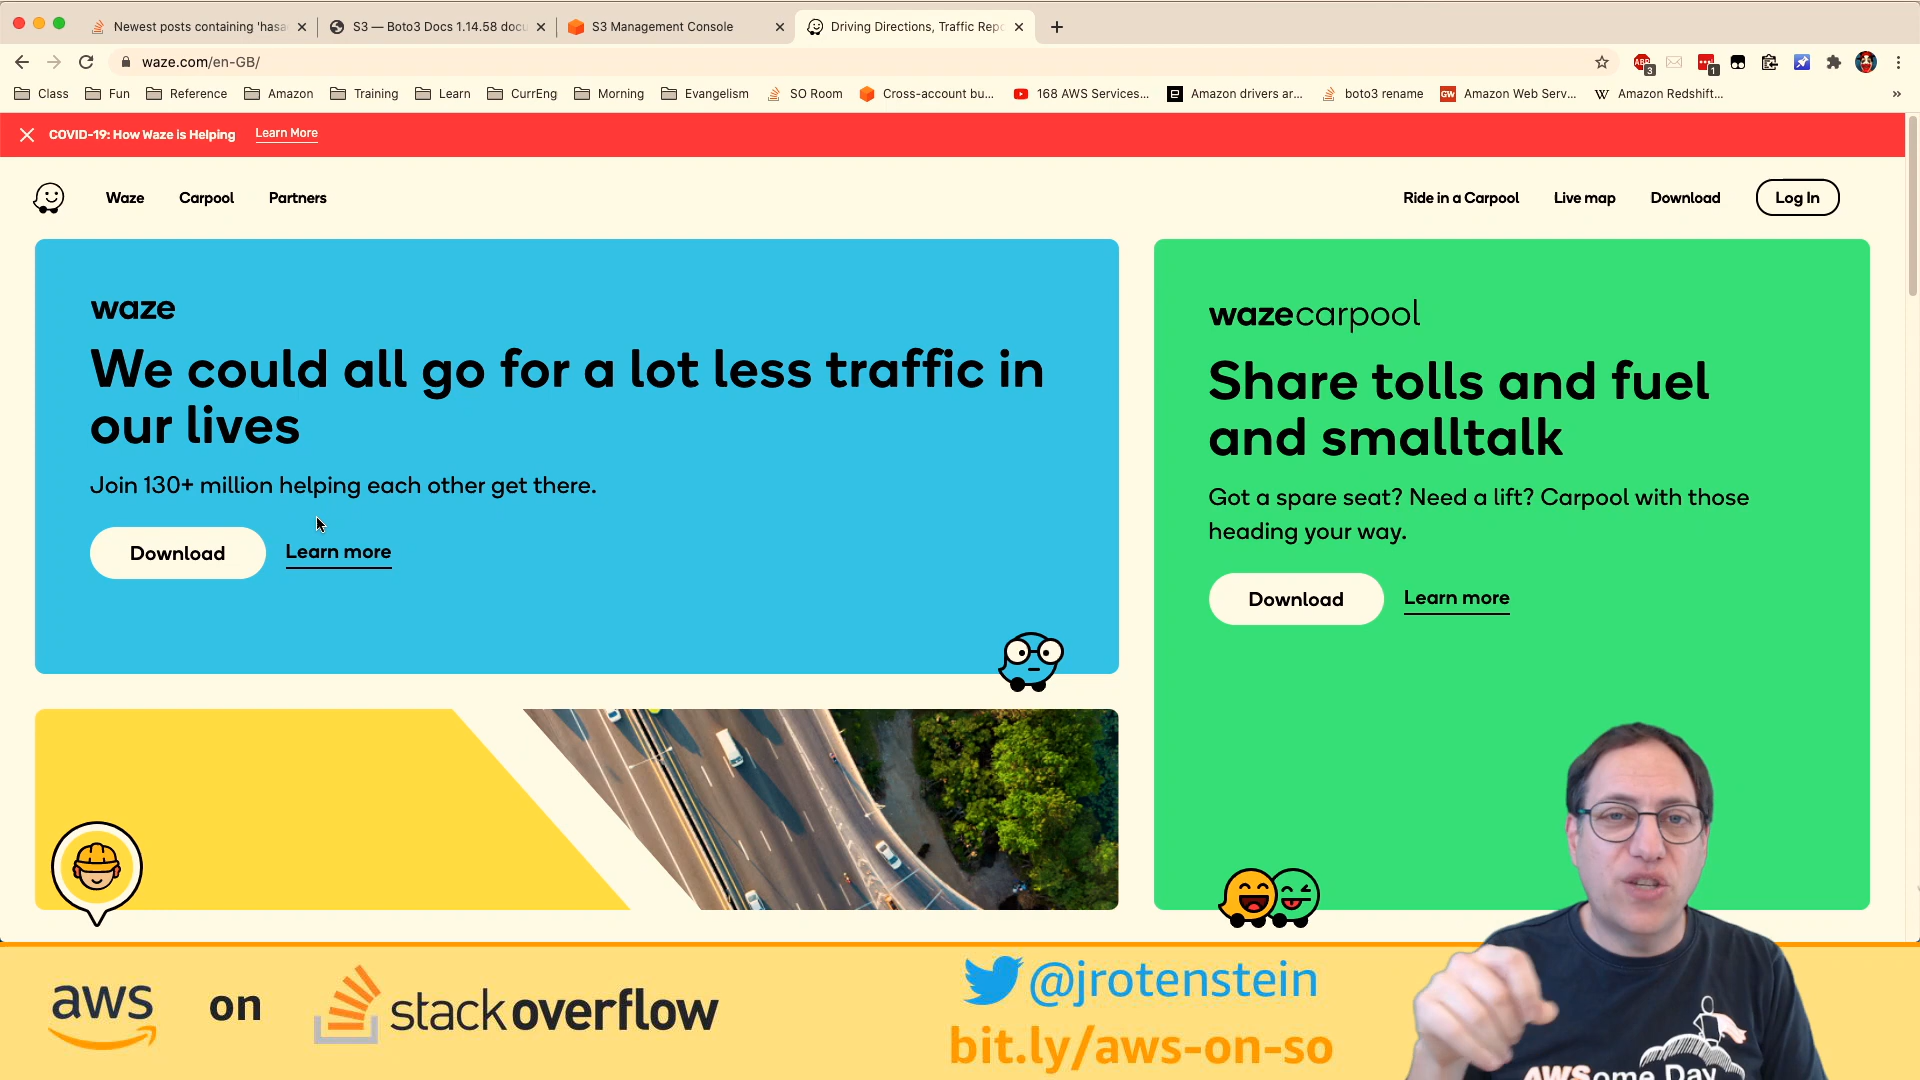 Newest posts containing 'hasa
S3 — Boto3 Docs 1.14.58 docu
S3 Management Console
Driving Directions, Traffic Repo
waze.com/en-GB/
3
1
Class
Fun
Reference
Amazon
Training
Learn
CurrEng
Morning
Evangelism
SO Room
Cross-account bu...
168 AWS Services...
Amazon drivers ar...
boto3 rename
GW
Amazon Web Serv...
W
Amazon Redshift...
»
COVID-19: How Waze is Helping
Learn More
Waze
Carpool
Partners
Ride in a Carpool
Live map
Download
Log In
waze
We could all go for a lot less traffic in
our lives
Join 130+ million helping each other get there.
Download
Learn more
wazecarpool
Share tolls and fuel
and smalltalk
Got a spare seat? Need a lift? Carpool with those
heading your way.
Download
Learn more
aws
on
stackoverflow
@jrotenstein
bit.ly/aws-on-so
AWSome Day